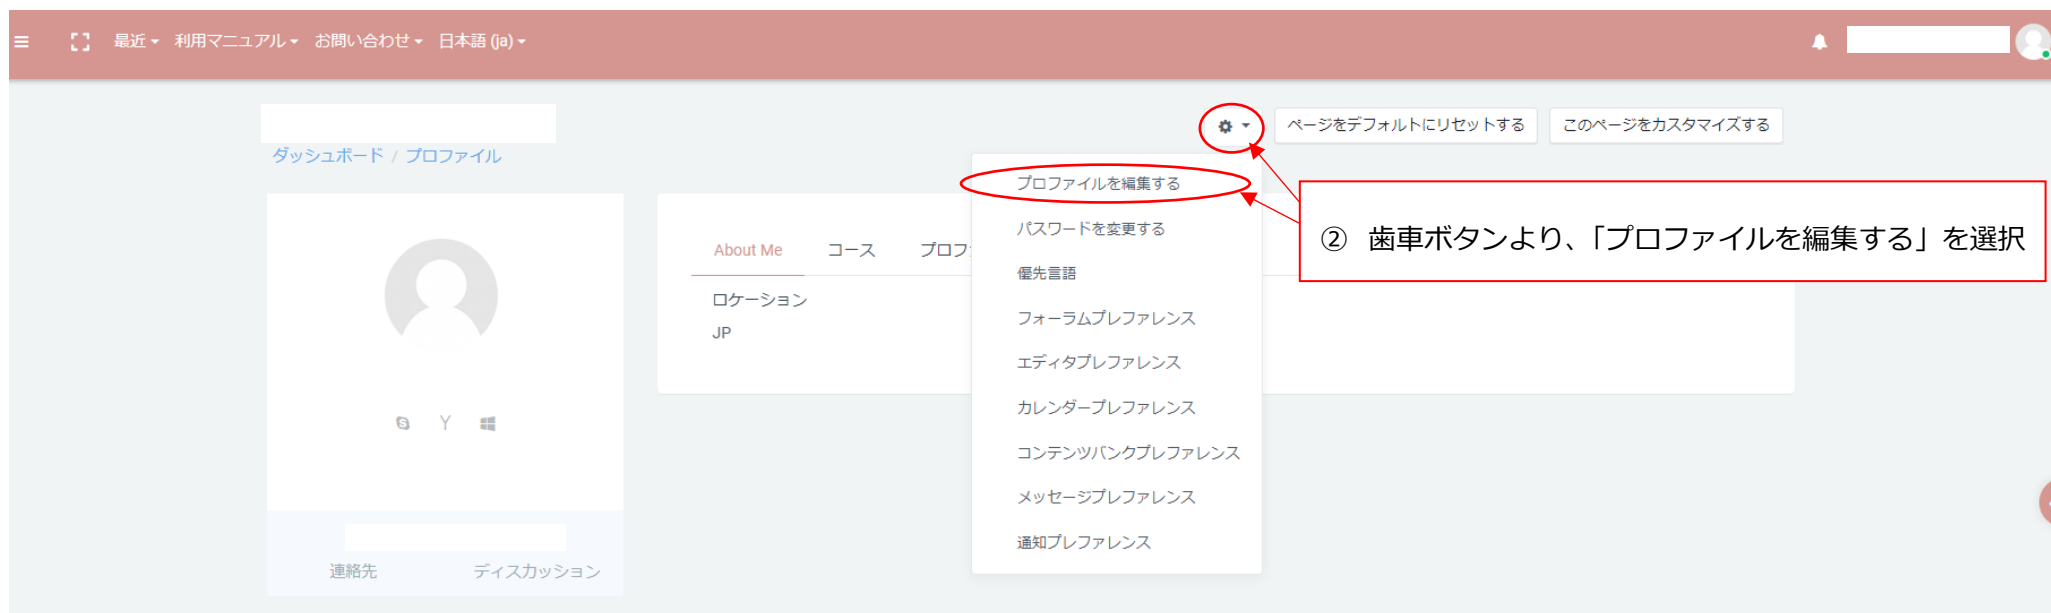 最近 利用マニュアル お問い合わせ 日本語 (ja)
ページをデフォルトにリセットする このページをカスタマイズする
ダッシュボード / プロファイル
プロファイルを編集する
パスワードを変更する
優先言語
フォーラムプレファレンス
エディタプレファレンス
カレンダープレファレンス
コンテンツバンクプレファレンス
メッセージプレファレンス
通知プレファレンス
② 歯車ボタンより、「プロファイルを編集する」を選択
About Me コース プロフ
ロケーション
JP
連絡先 ディスカッション